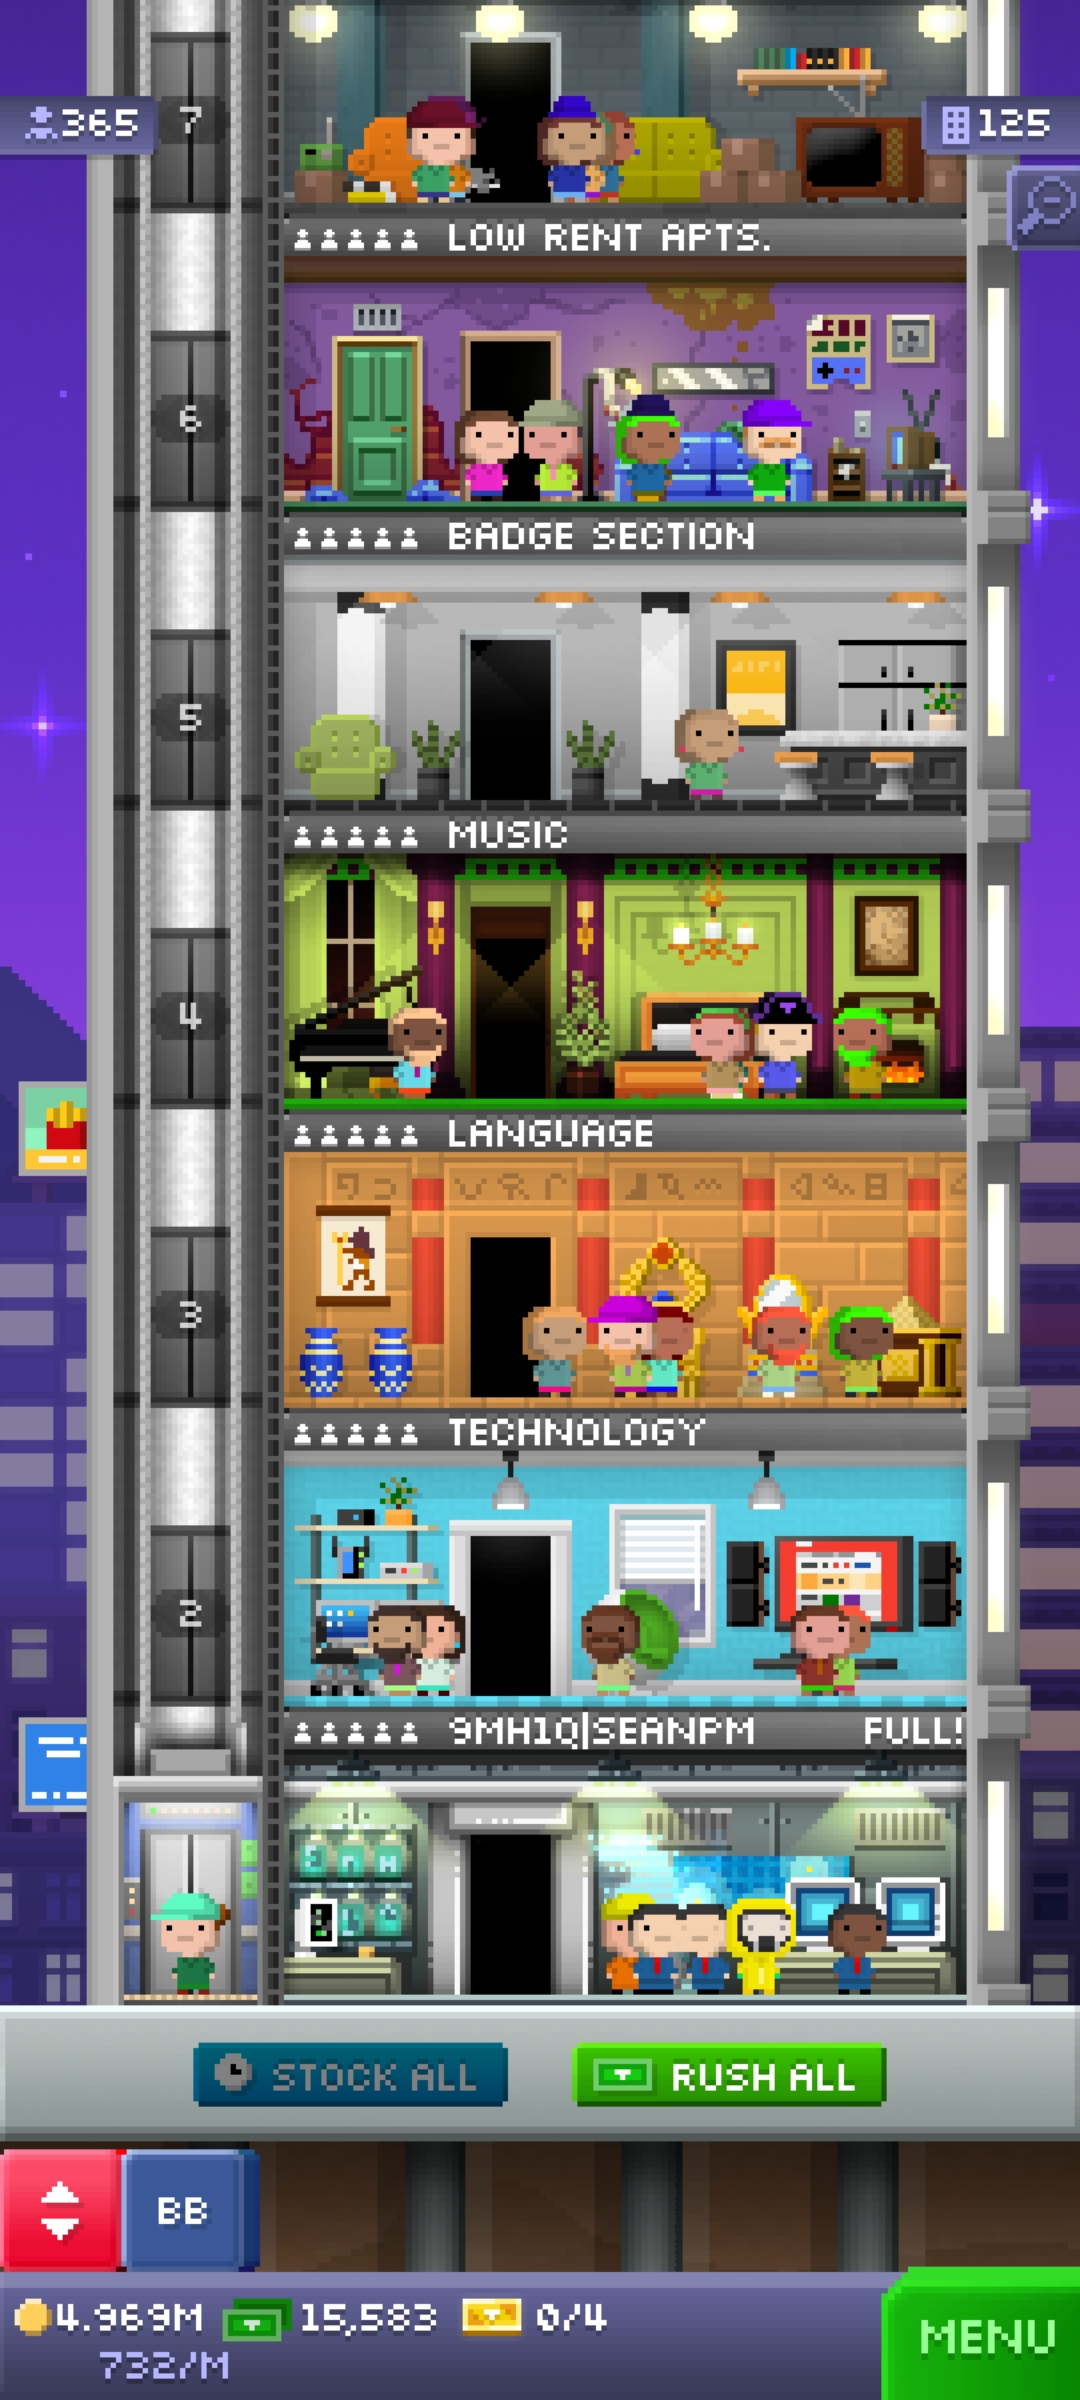 365
7
125
LOW RENT APTS.
6
BADGE SECTION
5
MUSIC
4
LANGUAGE
3
TECHNOLOGY
2
9MH1Q|SEANPM FULL!
STOCK ALL
RUSH ALL
BB
4.969M 15,583 0/4
732/M
MENU